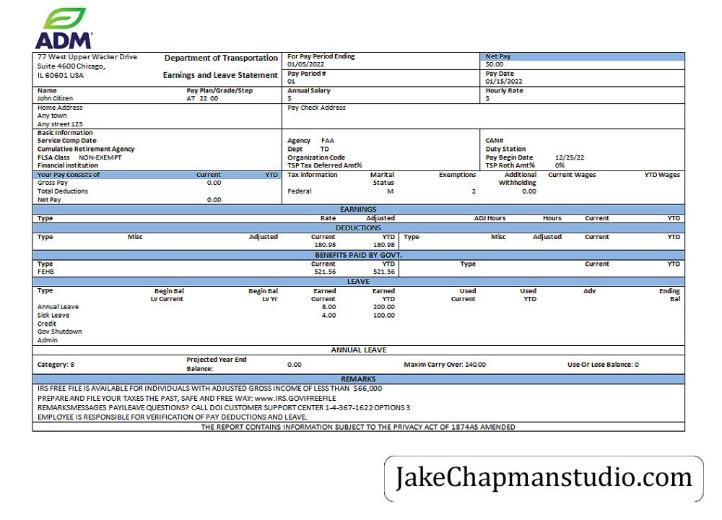 ADM
77 West Upper Wacker Drive
Suite 4600 Chicago,
IL 60601 USA
Department of Transportation
Earnings and Leave Statement
For Pay Period Ending
01/05/2022
Net Pay
$0.00
Pay Period #
01
Pay Date
01/15/2022
Name Pay Plan/Grade/Step
John Citizen AT 22 00
Annual Salary
$
Hourly Rate
$
Home Address
Any town
Any street 123
Pay Check Address
Basic Information
Service Comp Date
Cumulative Retirement Agency
FLSA Class NON-EXEMPT
Financial institution
Agency FAA
Dept TD
Organization Code
TSP Tax Deferred Amt%
CAN#
Duty Station
Pay Begin Date 12/25/22
TSP Roth Amt% 0%
Your Pay Consists of Current YTD
Gross Pay 0.00
Total Deductions
Net Pay 0.00
Tax information Marital Exemptions Additional Current Wages YTD Wages
Status Withholding
Federal M 2 0.00
EARNINGS
Type Rate Adjusted ADJ Hours Hours Current YTD
DEDUCTIONS
Type Misc Adjusted Current YTD Type Misc Adjusted Current YTD
180.98 180.98
BENEFITS PAID BY GOVT.
Type Current YTD Type Current YTD
FEHB 521.56 521.56
LEAVE
Type Begin Bal Begin Bal Earned Earned Used Used Adv Ending
Lv Current Lv Yr Current YTD Current YTD Bal
Annual Leave 8.00 200.00
Sick Leave 4.00 100.00
Credit
Gov Shutdown
Admin
ANNUAL LEAVE
Category: 8 Projected Year End 0.00 Maxim Carry Over: 240.00 Use Or Lose Balance: 0
Balance:
REMARKS
IRS FREE FILE IS AVAILABLE FOR INDIVIDUALS WITH ADJUSTED GROSS INCOME OF LESS THAN $66,000
PREPARE AND FILE YOUR TAXES THE PAST, SAFE AND FREE WAY: www.IRS.GOVIFREEFILE
REMARKSMESSAGES PAYILEAVE QUESTIONS? CALL DOI CUSTOMER SUPPORT CENTER 1-4-367-1622 OPTIONS 3
EMPLOYEE IS RESPONSIBLE FOR VERIFICATION OF PAY DEDUCTIONS AND LEAVE.
THE REPORT CONTAINS INFORMATION SUBJECT TO THE PRIVACY ACT OF 1874AS AMENDED
JakeChapmanstudio.com